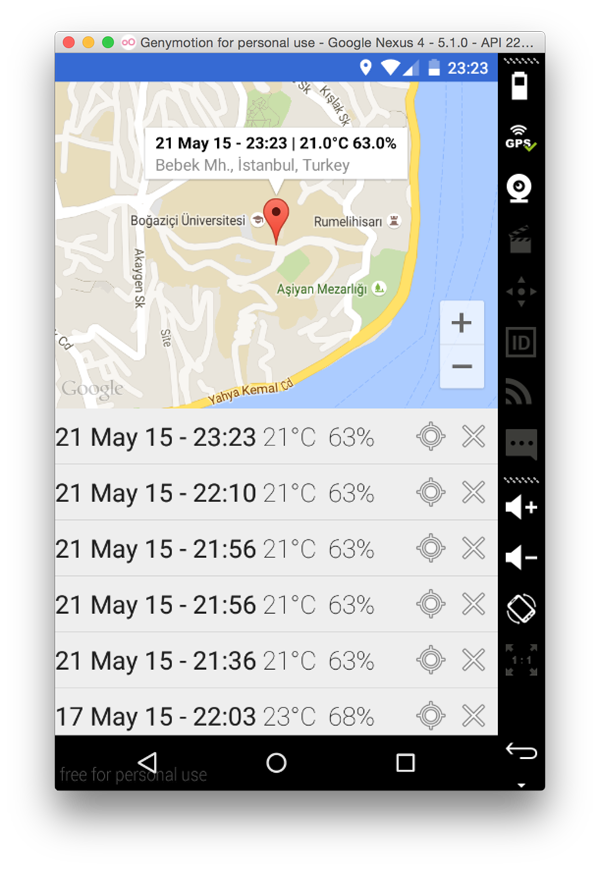 Genymotion for personal use - Google Nexus 4 - 5.1.0 - API 22...
23:23
Kışlak Sk
21 May 15 - 23:23 | 21.0°C 63.0%
Bebek Mh., İstanbul, Turkey
GPS
Boğaziçi Üniversitesi
Rumelihisarı
Akaygen Sk
Aşiyan Mezarlığı
Site
Cd
Google
Yahya Kemal Cd
+
−
ID
21 May 15 - 23:23 21°C 63%
21 May 15 - 22:10 21°C 63%
21 May 15 - 21:56 21°C 63%
21 May 15 - 21:56 21°C 63%
21 May 15 - 21:36 21°C 63%
1:1
17 May 15 - 22:03 23°C 68%
free for personal use